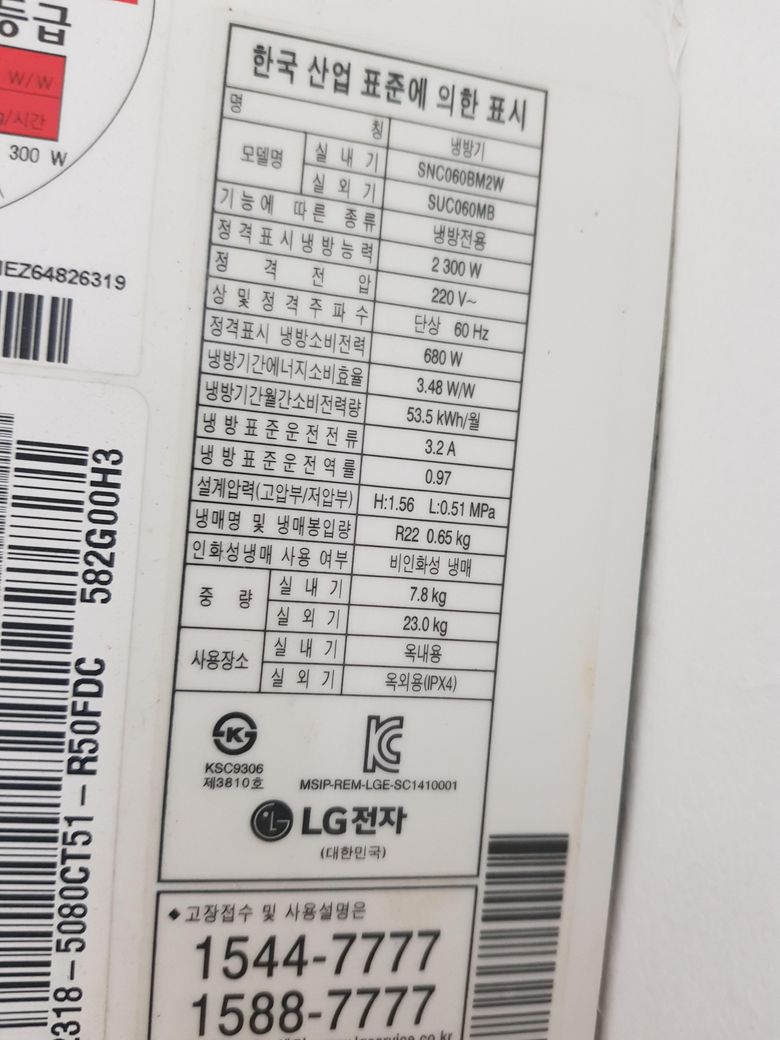 등급
W/W
g/시간
300 W
EZ64826319
582G00H3
2318-5080CT51-R50FDC
한국 산업 표준에 의한 표시
명 칭 냉방기
모델명 실 내 기 SNC060BM2W
실 외 기 SUC060MB
기능에 따른 종류 냉방전용
정격표시냉방능력 2 300 W
정 격 전 압 220 V~
상 및 정격주파수 단상 60 Hz
정격표시 냉방소비전력 680 W
냉방기간에너지소비효율 3.48 W/W
냉방기간월간소비전력량 53.5 kWh/월
냉방표준운전전류 3.2 A
냉방표준운전역률 0.97
설계압력(고압부/저압부) H:1.56 L:0.51 MPa
냉매명 및 냉매봉입량 R22 0.65 kg
인화성냉매 사용 여부 비인화성 냉매
중 량 실 내 기 7.8 kg
실 외 기 23.0 kg
사용장소 실 내 기 옥내용
실 외 기 옥외용(IPX4)
KSC9306
제3810호
MSIP-REM-LGE-SC1410001
LG전자
(대한민국)
◆ 고장접수 및 사용설명은
1544-7777
1588-7777